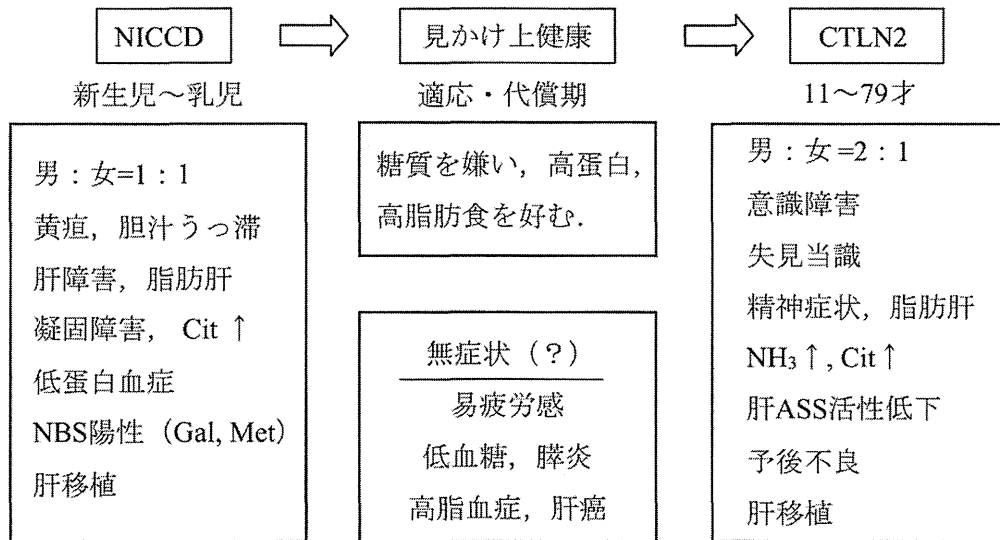 NICCD
新生児～乳児
男：女=1：1
黄疸，胆汁うっ滞
肝障害，脂肪肝
凝固障害， Cit ↑
低蛋白血症
NBS陽性（Gal, Met）
肝移植
見かけ上健康
適応・代償期
糖質を嫌い，高蛋白，
高脂肪食を好む．
無症状（？）
易疲労感
低血糖，膵炎
高脂血症，肝癌
CTLN2
11～79才
男：女=2：1
意識障害
失見当識
精神症状，脂肪肝
NH₃↑, Cit↑
肝ASS活性低下
予後不良
肝移植